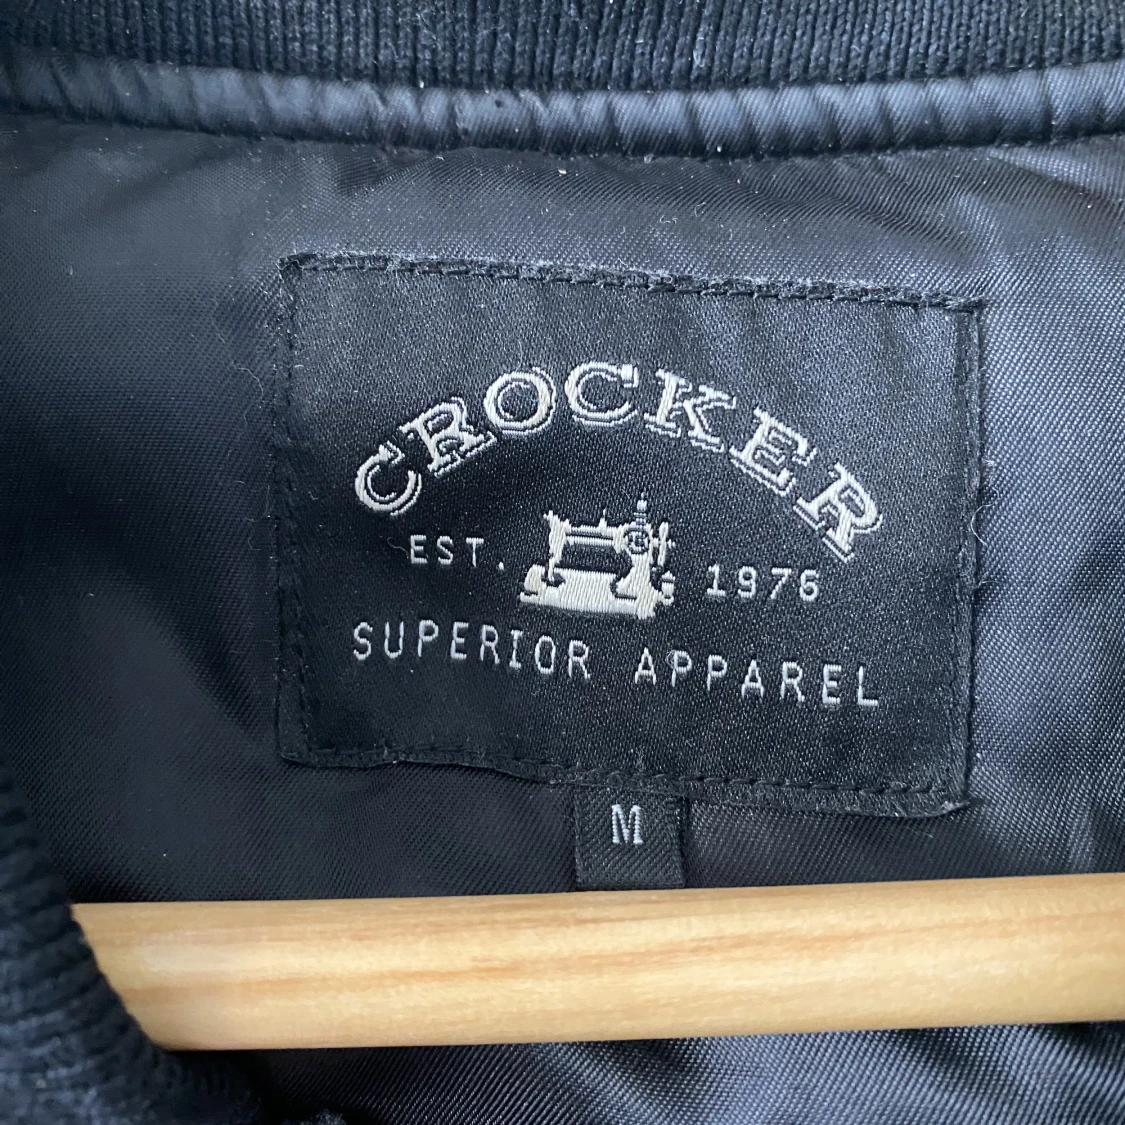 CROCKER
EST. 1976
SUPERIOR APPAREL
M